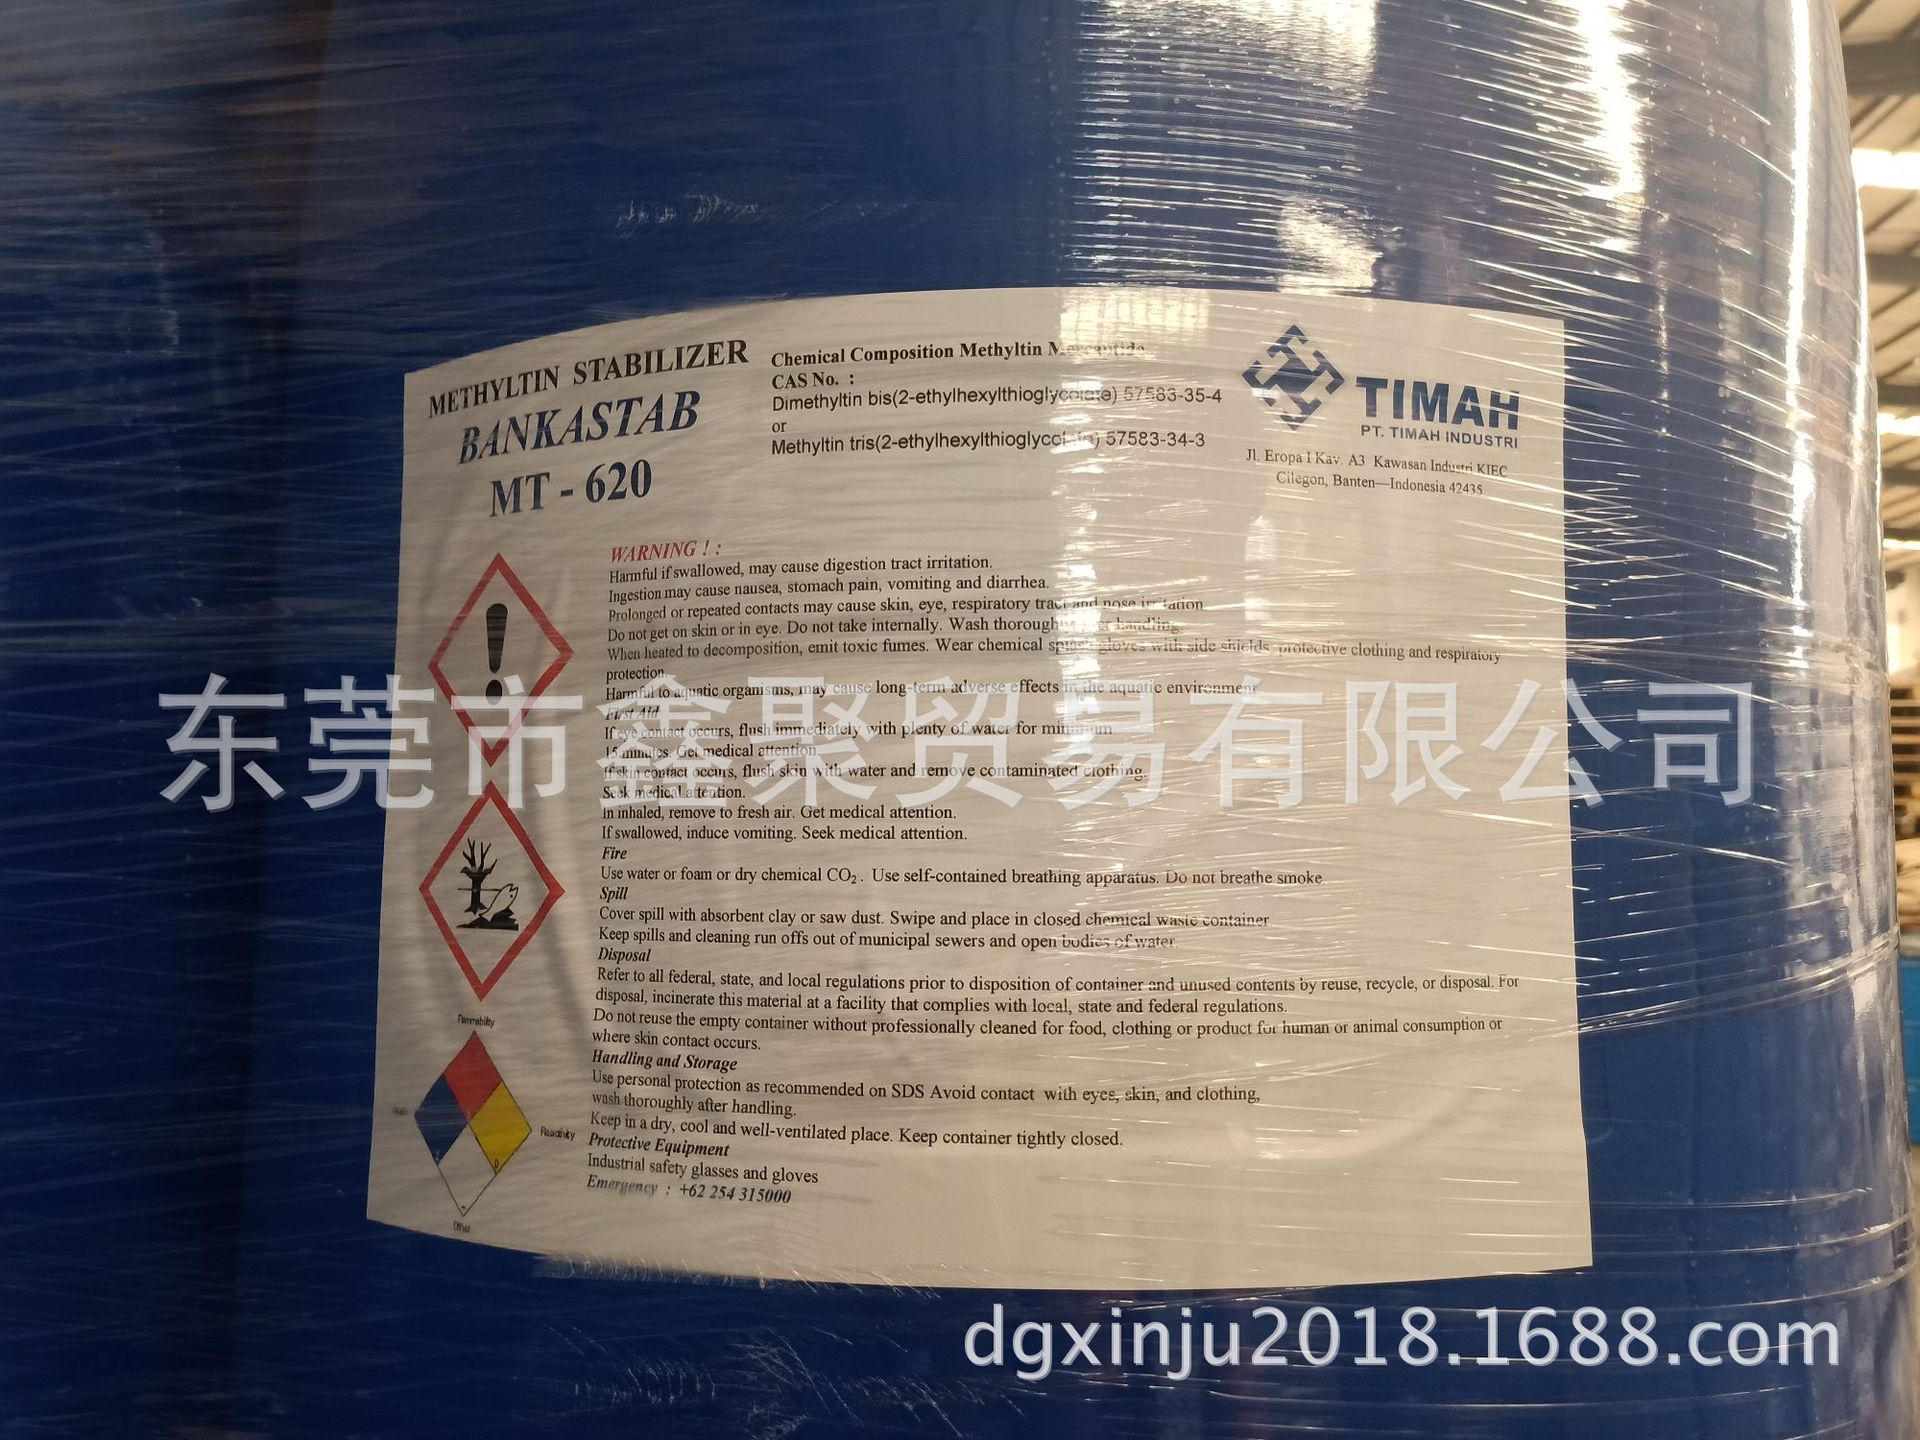 METHYLTIN STABILIZER
BANKASTAB
MT - 620
Chemical Composition Methyltin Mercaptide
CAS No. :
Dimethyltin bis(2-ethylhexylthioglycolate) 57583-35-4
or
Methyltin tris(2-ethylhexylthioglycolate) 57583-34-3
TIMAH
PT. TIMAH INDUSTRI
Jl. Eropa I Kav. A3 Kawasan Industri KIEC
Cilegon, Banten—Indonesia 42435
WARNING ! :
Harmful if swallowed, may cause digestion tract irritation.
Ingestion may cause nausea, stomach pain, vomiting and diarrhea.
Prolonged or repeated contacts may cause skin, eye, respiratory tract and nose irritation
Do not get on skin or in eye. Do not take internally. Wash thoroughly after handling.
When heated to decomposition, emit toxic fumes. Wear chemical splash gloves with side shields protective clothing and respiratory
protection.
Harmful to aquatic organisms, may cause long-term adverse effects in the aquatic environment
First Aid
If eye contact occurs, flush immediately with plenty of water for minimum
15 minutes. Get medical attention.
If skin contact occurs, flush skin with water and remove contaminated clothing.
Seek medical attention.
In inhaled, remove to fresh air. Get medical attention.
If swallowed, induce vomiting. Seek medical attention.
Fire
Use water or foam or dry chemical CO₂ . Use self-contained breathing apparatus. Do not breathe smoke
Spill
Cover spill with absorbent clay or saw dust. Swipe and place in closed chemical waste container
Keep spills and cleaning run offs out of municipal sewers and open bodies of water.
Disposal
Refer to all federal, state, and local regulations prior to disposition of container and unused contents by reuse, recycle, or disposal. For
disposal, incinerate this material at a facility that complies with local, state and federal regulations.
Do not reuse the empty container without professionally cleaned for food, clothing or product for human or animal consumption or
where skin contact occurs.
Handling and Storage
Use personal protection as recommended on SDS Avoid contact with eyes, skin, and clothing,
wash thoroughly after handling.
Keep in a dry, cool and well-ventilated place. Keep container tightly closed.
Protective Equipment
Industrial safety glasses and gloves
Emergency : +62 254 315000
Flammability
Reactivity
0
Other
东莞市鑫聚贸易有限公司
dgxinju2018.1688.com